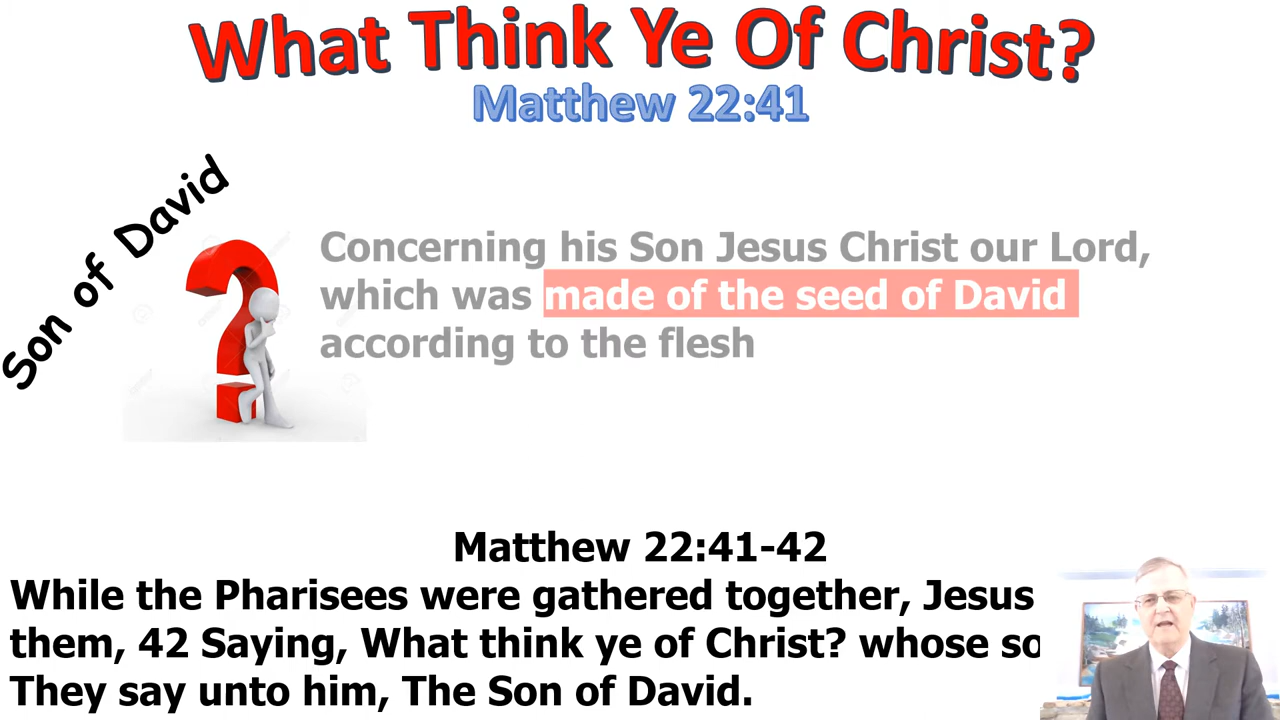 What Think Ye Of Christ?
Matthew 22:41
Son of David
Concerning his Son Jesus Christ our Lord,
which was made of the seed of David
according to the flesh
Matthew 22:41-42
While the Pharisees were gathered together, Jesus
them, 42 Saying, What think ye of Christ? whose so
They say unto him, The Son of David.